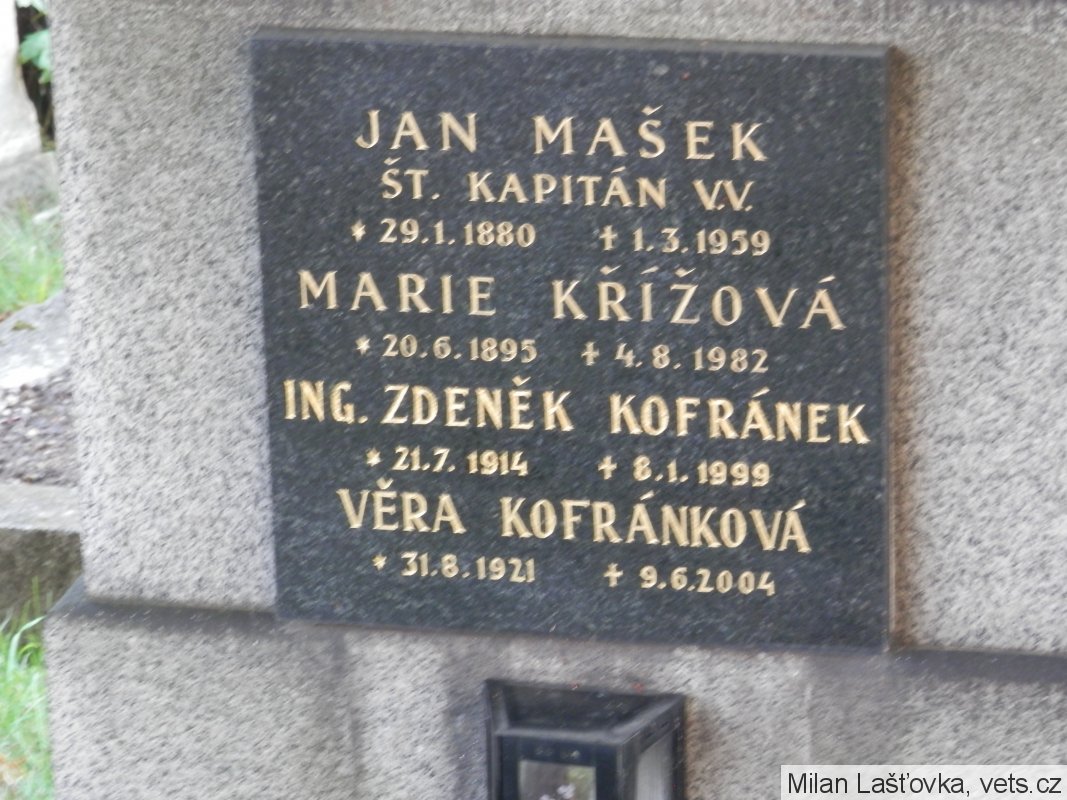 JAN MAŠEK
ŠT. KAPITÁN V.V.
* 29.1.1880 ✝ 1.3.1959
MARIE KŘÍŽOVÁ
* 20.6.1895 ✝ 4.8.1982
ING. ZDENĚK KOFRÁNEK
* 21.7.1914 ✝ 8.1.1999
VĚRA KOFRÁNKOVÁ
* 31.8.1921 ✝ 9.6.2004
Milan Lašťovka, vets.cz